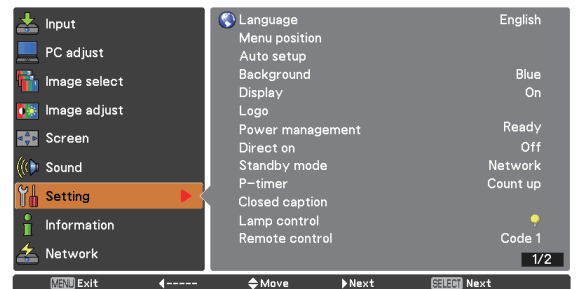 Input
PC adjust
Image select
Image adjust
Screen
Sound
Setting
Information
Network
Language English
Menu position
Auto setup
Background Blue
Display On
Logo
Power management Ready
Direct on Off
Standby mode Network
P-timer Count up
Closed caption
Lamp control
Remote control Code 1
1/2
MENU Exit ----- Move Next SELECT Next